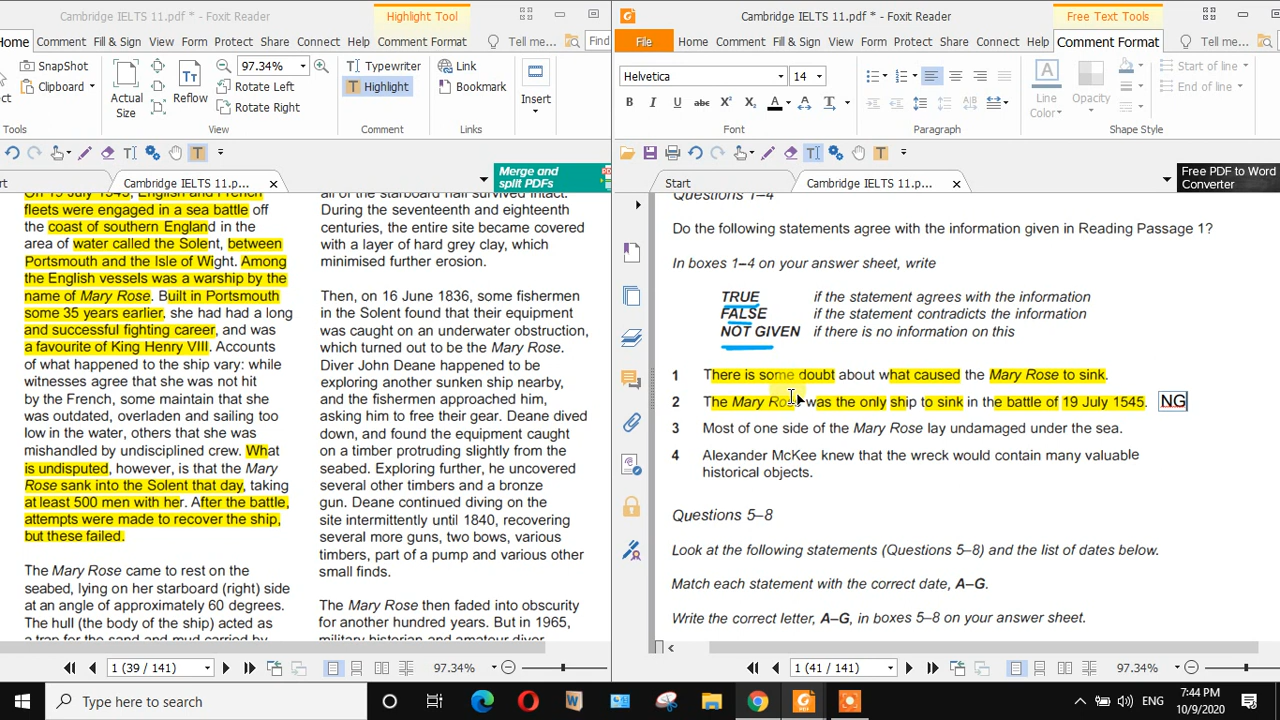 Cambridge IELTS 11.pdf * - Foxit Reader
Highlight Tool
Home Comment Fill & Sign View Form Protect Share Connect Help Comment Format Tell me... Find
SnapShot
Clipboard
Tools
Actual Size
Reflow
97.34%
Rotate Left
Rotate Right
View
Typewriter
Highlight
Comment
Link
Bookmark
Links
Insert
Merge and split PDFs
Cambridge IELTS 11.p...
On 19 July 1545, English and French
fleets were engaged in a sea battle off
the coast of southern England in the
area of water called the Solent, between
Portsmouth and the Isle of Wight. Among
the English vessels was a warship by the
name of Mary Rose. Built in Portsmouth
some 35 years earlier, she had had a long
and successful fighting career, and was
a favourite of King Henry VIII. Accounts
of what happened to the ship vary: while
witnesses agree that she was not hit
by the French, some maintain that she
was outdated, overladen and sailing too
low in the water, others that she was
mishandled by undisciplined crew. What
is undisputed, however, is that the Mary
Rose sank into the Solent that day, taking
at least 500 men with her. After the battle,
attempts were made to recover the ship,
but these failed.
The Mary Rose came to rest on the
seabed, lying on her starboard (right) side
at an angle of approximately 60 degrees.
The hull (the body of the ship) acted as
a trap for the sand and mud carried by
all of the starboard half survived intact.
During the seventeenth and eighteenth
centuries, the entire site became covered
with a layer of hard grey clay, which
minimised further erosion.
Then, on 16 June 1836, some fishermen
in the Solent found that their equipment
was caught on an underwater obstruction,
which turned out to be the Mary Rose.
Diver John Deane happened to be
exploring another sunken ship nearby,
and the fishermen approached him,
asking him to free their gear. Deane dived
down, and found the equipment caught
on a timber protruding slightly from the
seabed. Exploring further, he uncovered
several other timbers and a bronze
gun. Deane continued diving on the
site intermittently until 1840, recovering
several more guns, two bows, various
timbers, part of a pump and various other
small finds.
The Mary Rose then faded into obscurity
for another hundred years. But in 1965,
military historian and amateur diver
1 (39 / 141)
97.34%
Cambridge IELTS 11.pdf * - Foxit Reader
Free Text Tools
File Home Comment Fill & Sign View Form Protect Share Connect Help Comment Format Tell me...
Helvetica
14
Font
Paragraph
Line Color
Opacity
Start of line
End of line
Shape Style
Free PDF to Word Converter
Start
Cambridge IELTS 11.p...
Questions 1–4
Do the following statements agree with the information given in Reading Passage 1?
In boxes 1–4 on your answer sheet, write
TRUE if the statement agrees with the information
FALSE if the statement contradicts the information
NOT GIVEN if there is no information on this
1 There is some doubt about what caused the Mary Rose to sink.
2 The Mary Rose was the only ship to sink in the battle of 19 July 1545. NG
3 Most of one side of the Mary Rose lay undamaged under the sea.
4 Alexander McKee knew that the wreck would contain many valuable
historical objects.
Questions 5–8
Look at the following statements (Questions 5–8) and the list of dates below.
Match each statement with the correct date, A–G.
Write the correct letter, A–G, in boxes 5–8 on your answer sheet.
1 (41 / 141)
97.34%
Type here to search
ENG
7:44 PM
10/9/2020